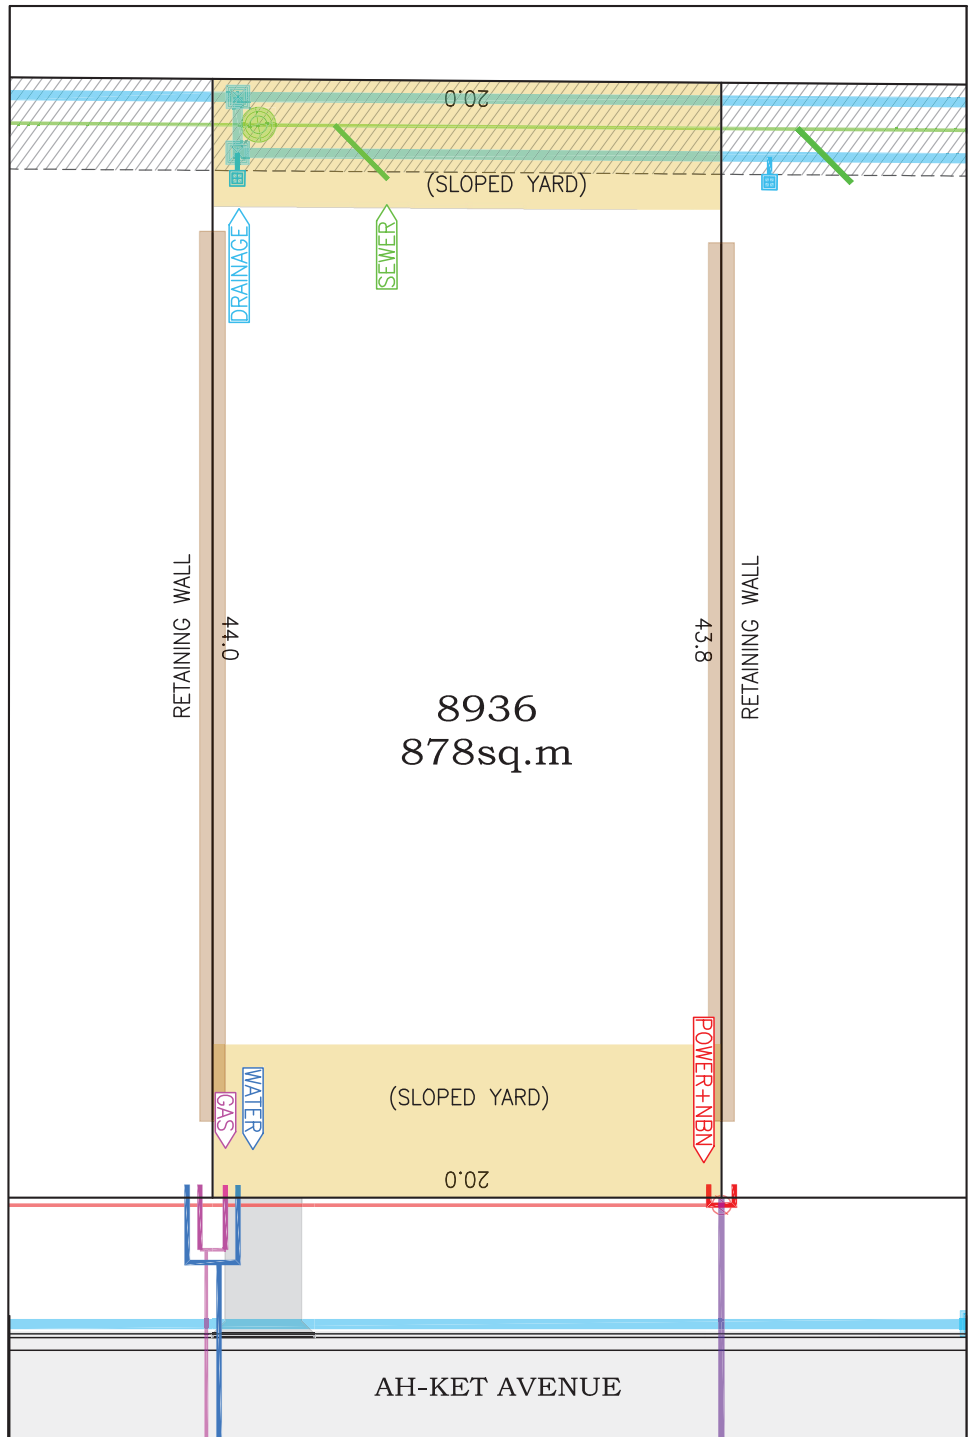 20.0
(SLOPED YARD)
DRAINAGE
SEWER
RETAINING WALL
44.0
43.8
RETAINING WALL
8936
878sq.m
(SLOPED YARD)
GAS
WATER
POWER+NBN
20.0
AH-KET AVENUE